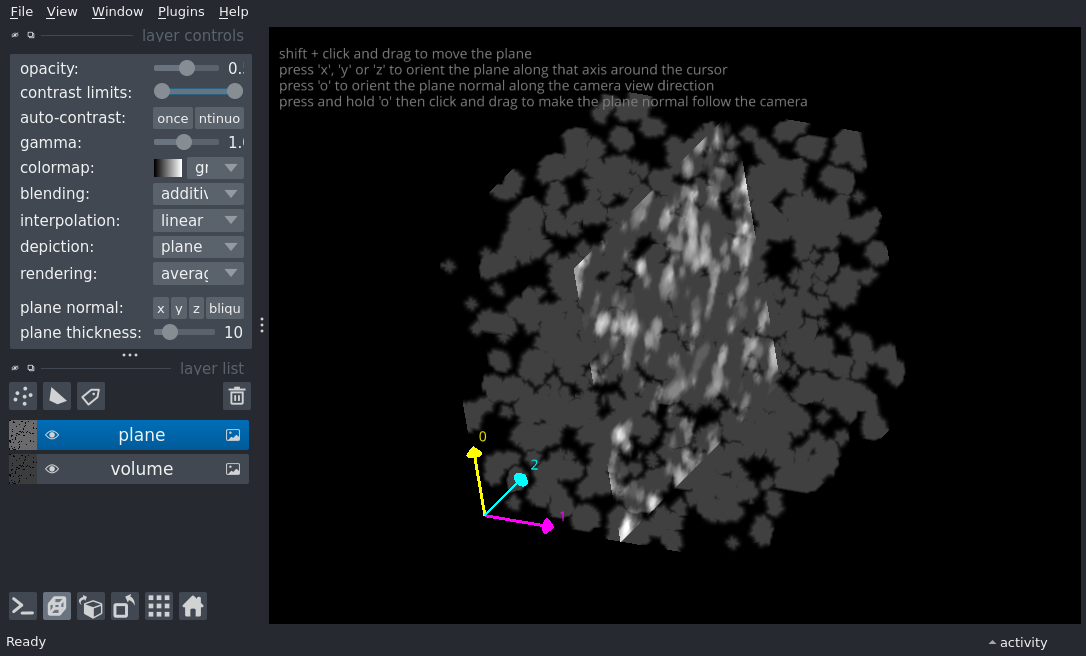 File View Window Plugins Help
layer controls
opacity: 0.
contrast limits:
auto-contrast: once ntinuo
gamma: 1.
colormap: gr
blending: additiv
interpolation: linear
depiction: plane
rendering: averag
plane normal: x y z bliqu
plane thickness: 10
layer list
plane
volume
shift + click and drag to move the plane
press 'x', 'y' or 'z' to orient the plane along that axis around the cursor
press 'o' to orient the plane normal along the camera view direction
press and hold 'o' then click and drag to make the plane normal follow the camera
0
2
1
Ready
activity